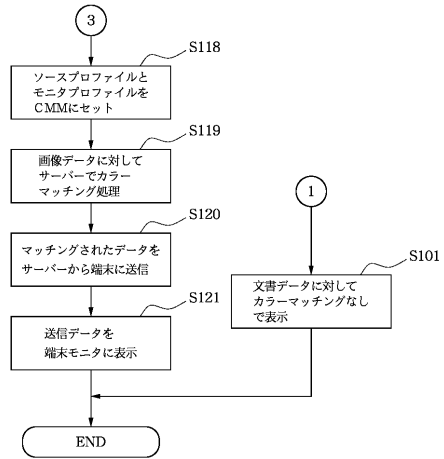 3
S118
ソースプロファイルと
モニタプロファイルを
CMMにセット
S119
画像データに対して
サーバーでカラー
マッチング処理
S120
マッチングされたデータを
サーバーから端末に送信
S121
送信データを
端末モニタに表示
1
S101
文書データに対して
カラーマッチングなし
で表示
END